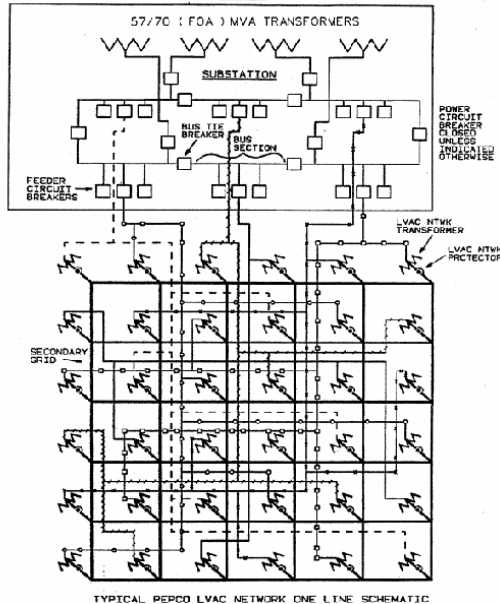 57/70 ( FOA ) MVA TRANSFORMERS
SUBSTATION
BUS TIE
BREAKER
BUS
SECTION
POWER
CIRCUIT
BREAKER
CLOSED
UNLESS
INDICATED
OTHERWISE
FEEDER
CIRCUIT
BREAKERS
LVAC NTWK
TRANSFORMER
LVAC NTWK
PROTECTOR
SECONDARY
GRID
TYPICAL PEPCO LVAC NETWORK ONE LINE SCHEMATIC